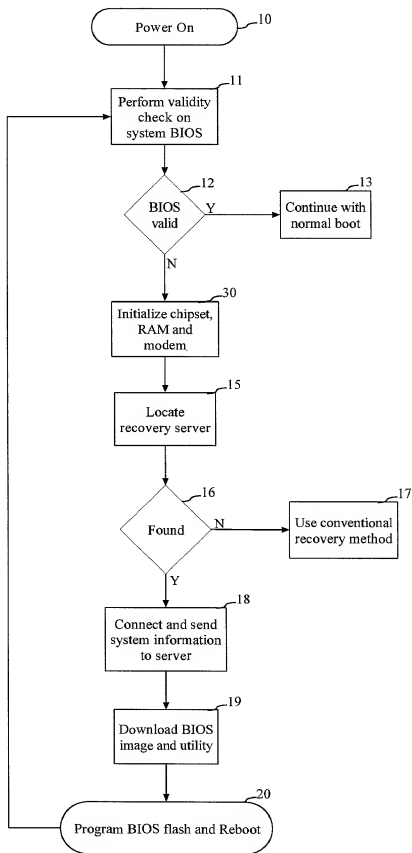 Power On
10
11
Perform validity
check on
system BIOS
12
BIOS
valid
Y
13
Continue with
normal boot
N
30
Initialize chipset,
RAM and
modem
15
Locate
recovery server
16
Found
N
17
Use conventional
recovery method
Y
18
Connect and send
system information
to server
19
Download BIOS
image and utility
20
Program BIOS flash and Reboot